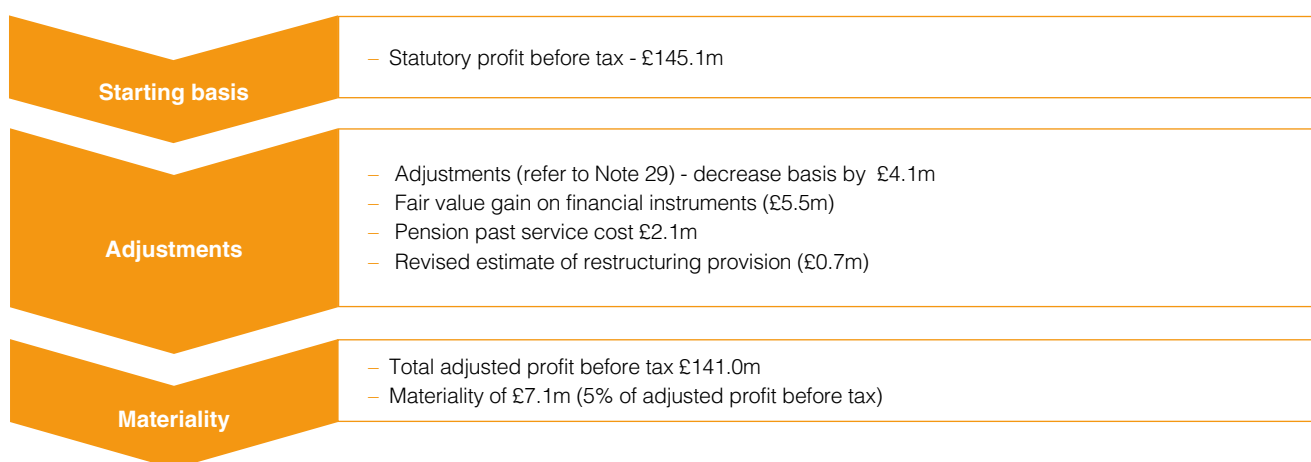 Starting basis
– Statutory profit before tax - £145.1m
Adjustments
– Adjustments (refer to Note 29) - decrease basis by £4.1m
– Fair value gain on financial instruments (£5.5m)
– Pension past service cost £2.1m
– Revised estimate of restructuring provision (£0.7m)
Materiality
– Total adjusted profit before tax £141.0m
– Materiality of £7.1m (5% of adjusted profit before tax)